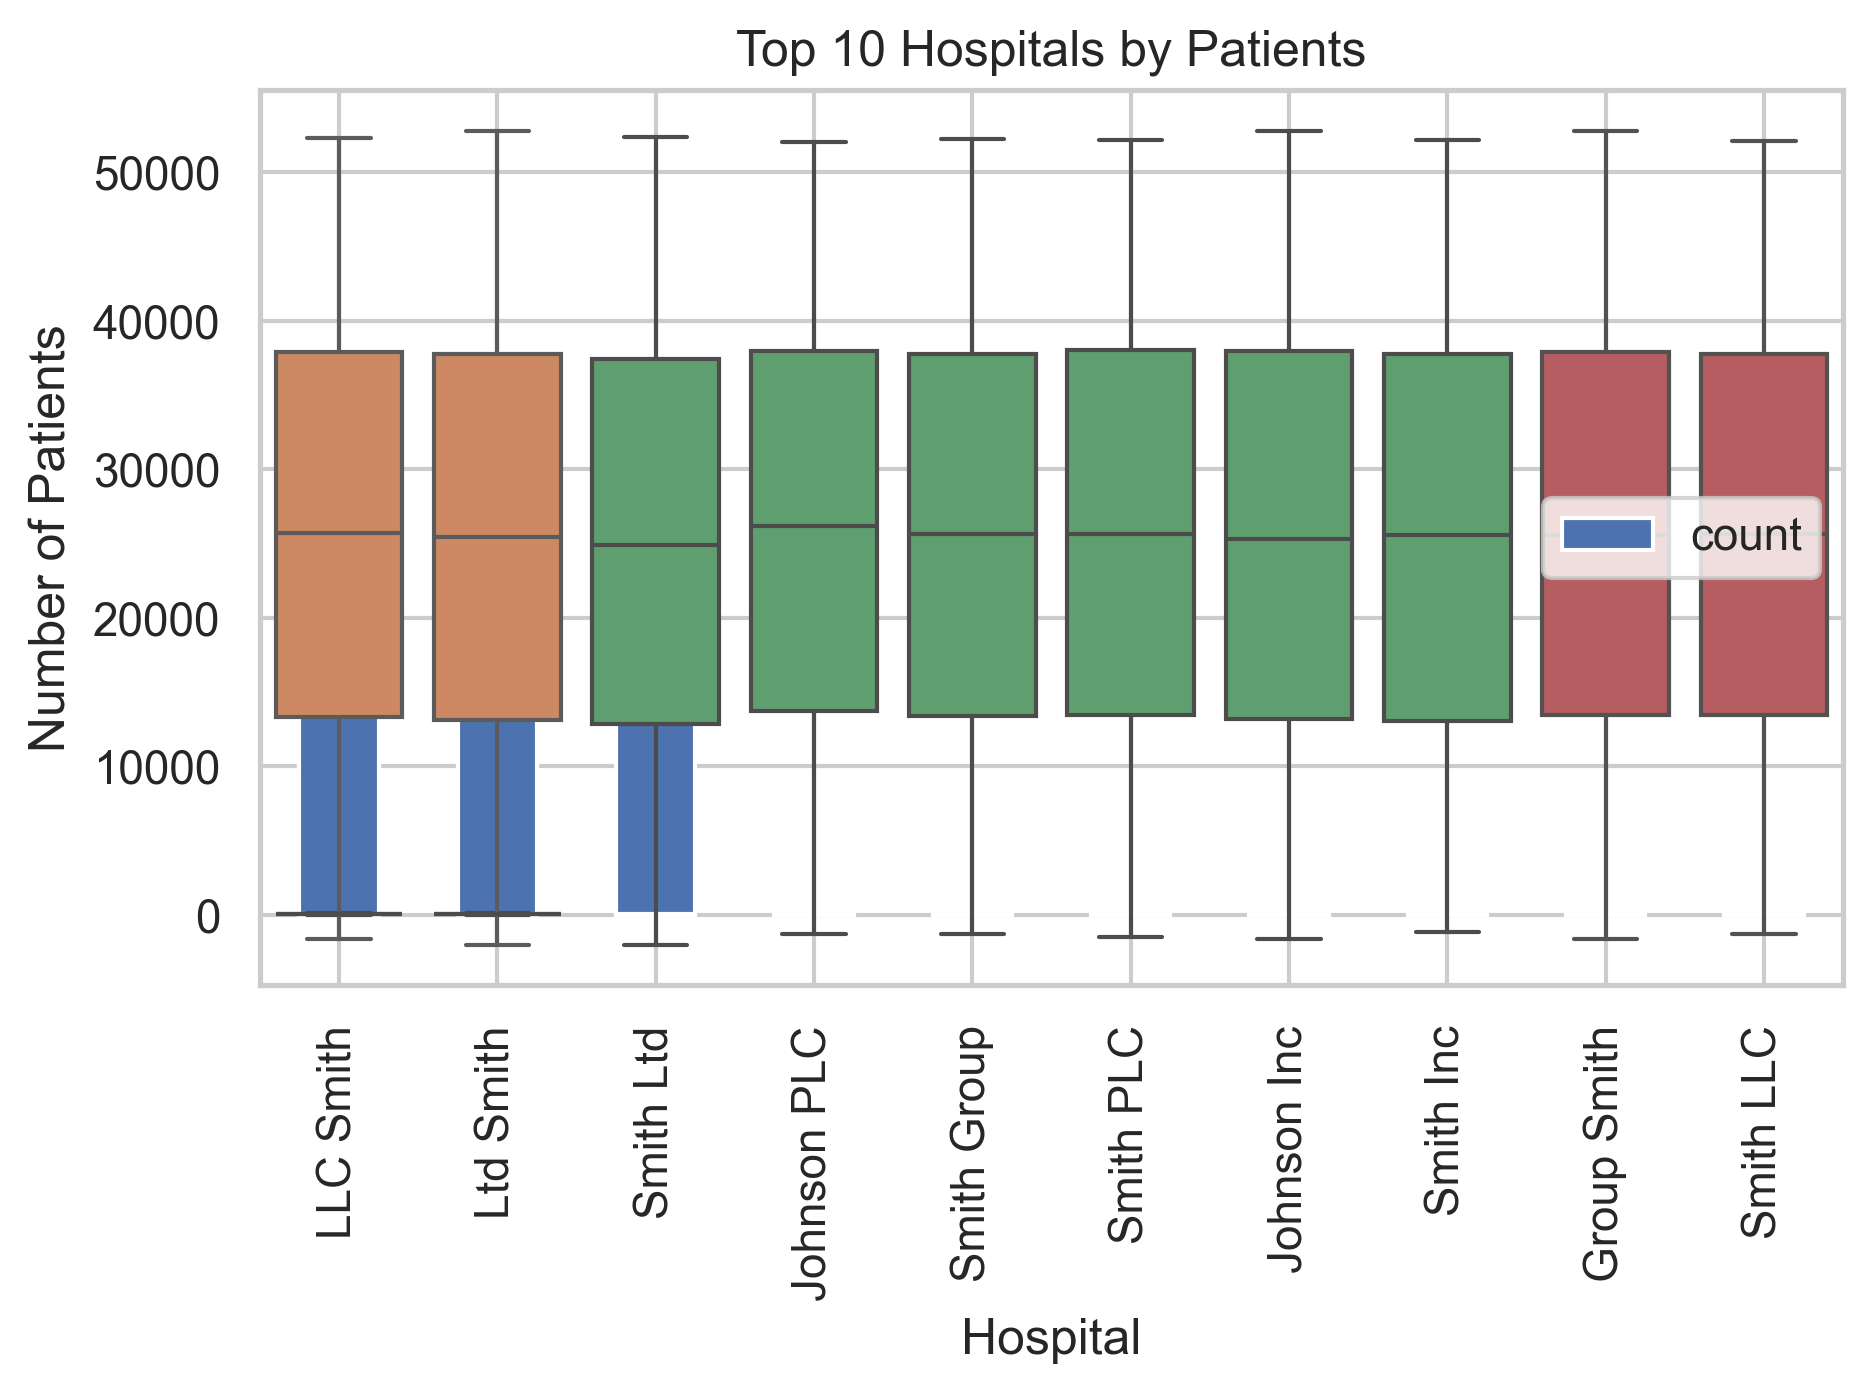 Top 10 Hospitals by Patients
Number of Patients
50000
40000
30000
20000
10000
0
count
LLC Smith
Ltd Smith
Smith Ltd
Johnson PLC
Smith Group
Smith PLC
Johnson Inc
Smith Inc
Group Smith
Smith LLC
Hospital